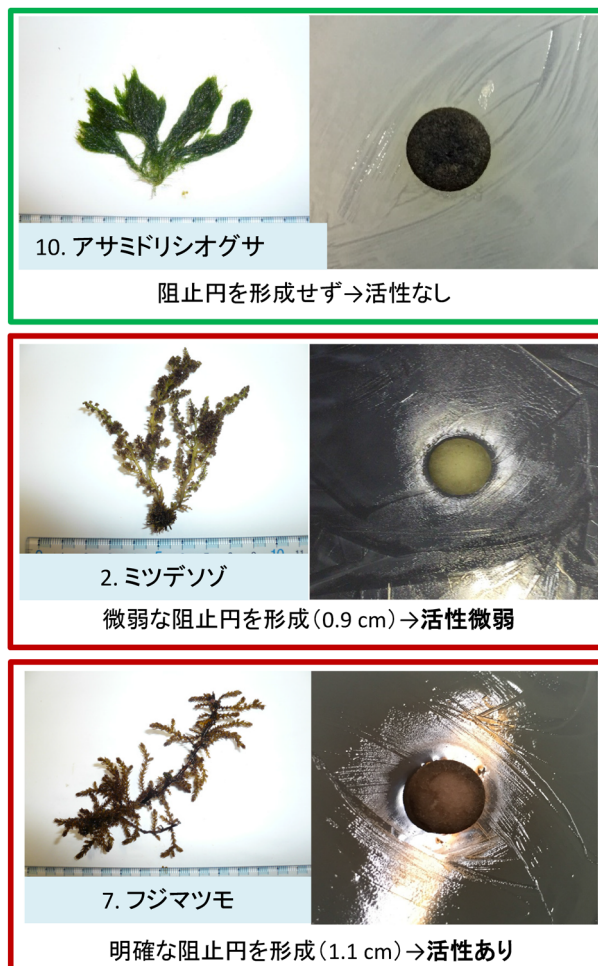 10. アサミドリシオグサ
阻止円を形成せず→活性なし
2. ミツデソゾ
微弱な阻止円を形成(0.9 cm)→活性微弱
7. フジマツモ
明確な阻止円を形成(1.1 cm)→活性あり